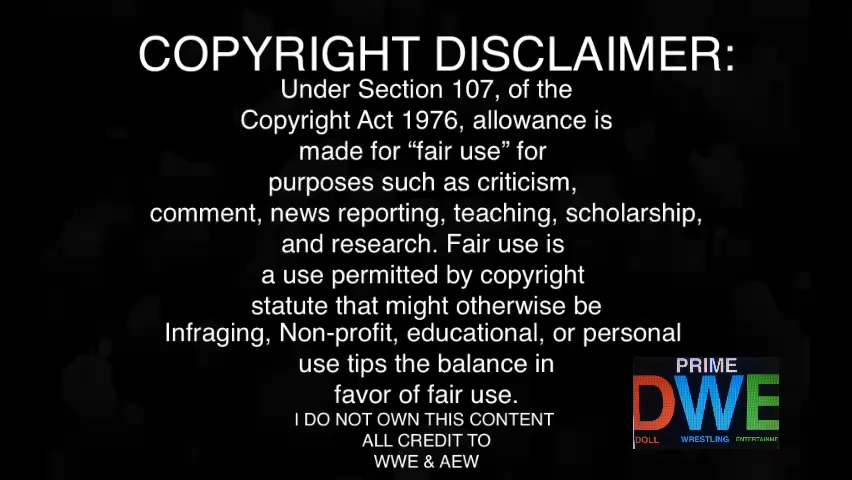 COPYRIGHT DISCLAIMER:
Under Section 107, of the
Copyright Act 1976, allowance is
made for “fair use” for
purposes such as criticism,
comment, news reporting, teaching, scholarship,
and research. Fair use is
a use permitted by copyright
statute that might otherwise be
Infraging, Non-profit, educational, or personal
use tips the balance in
favor of fair use.
I DO NOT OWN THIS CONTENT
ALL CREDIT TO
WWE & AEW
PRIME
DWE
DOLL WRESTLING ENTERTAINME